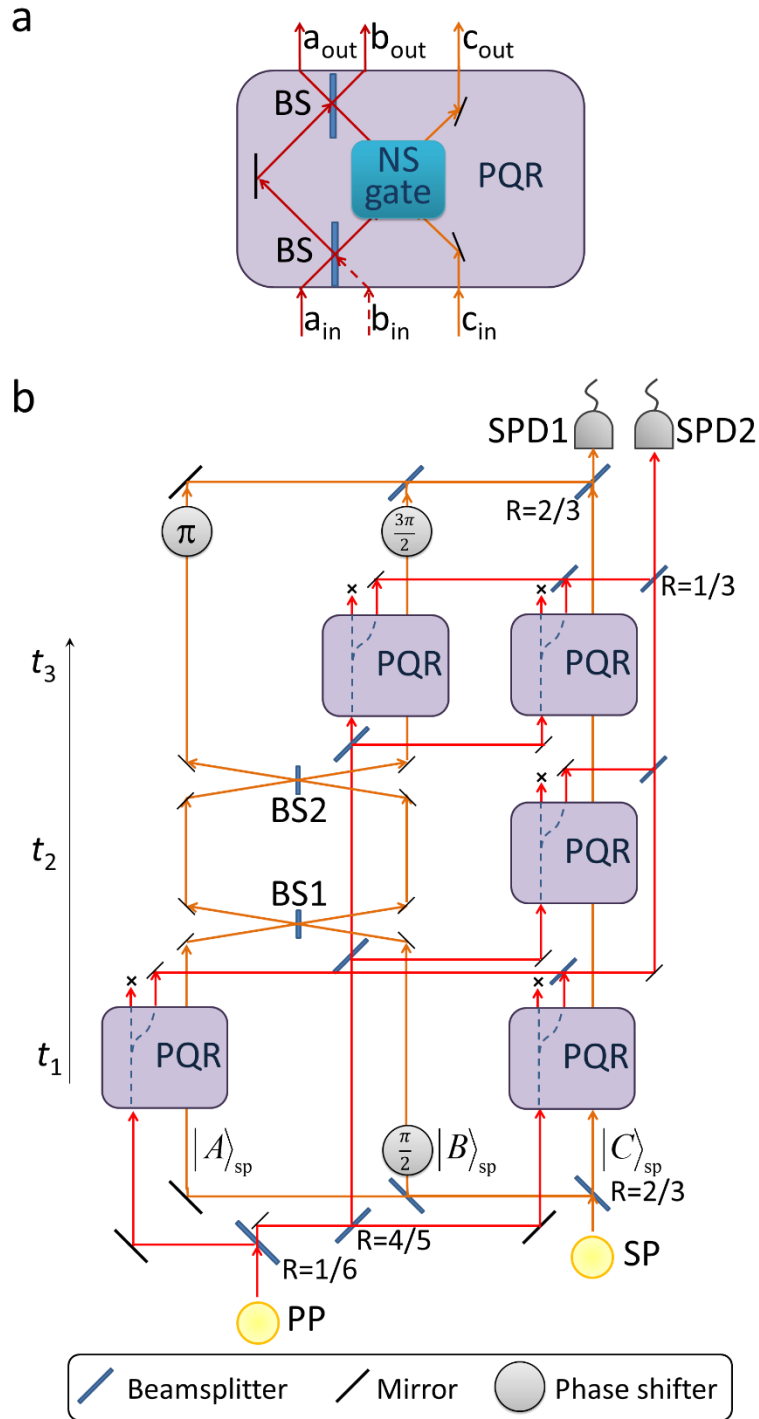 a
a_out b_out c_out
BS
NS
gate
PQR
BS
a_in b_in c_in
b
SPD1 SPD2
R=2/3
π
3π/2
R=1/3
t_3
PQR PQR
BS2
t_2
PQR
BS1
t_1
PQR PQR
|A⟩_sp π/2 |B⟩_sp |C⟩_sp
R=2/3
R=4/5
R=1/6
SP
PP
Beamsplitter Mirror Phase shifter